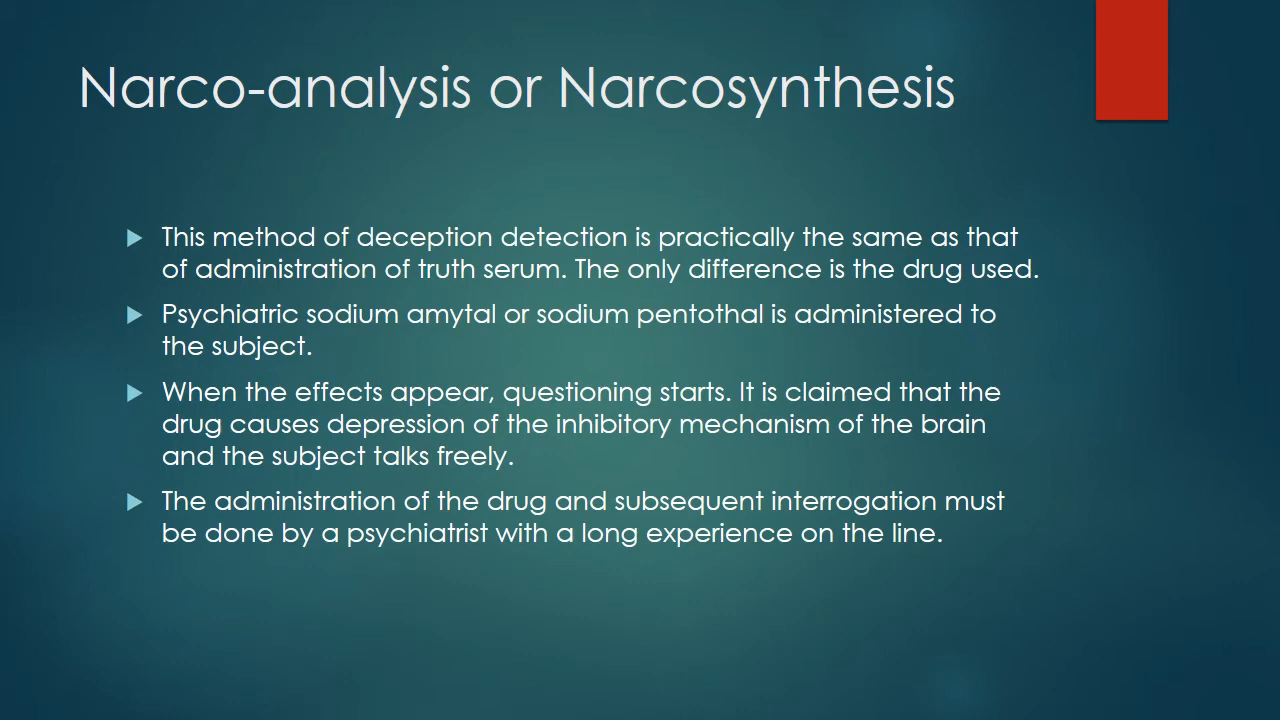 Narco-analysis or Narcosynthesis
This method of deception detection is practically the same as that
of administration of truth serum. The only difference is the drug used.
Psychiatric sodium amytal or sodium pentothal is administered to
the subject.
When the effects appear, questioning starts. It is claimed that the
drug causes depression of the inhibitory mechanism of the brain
and the subject talks freely.
The administration of the drug and subsequent interrogation must
be done by a psychiatrist with a long experience on the line.